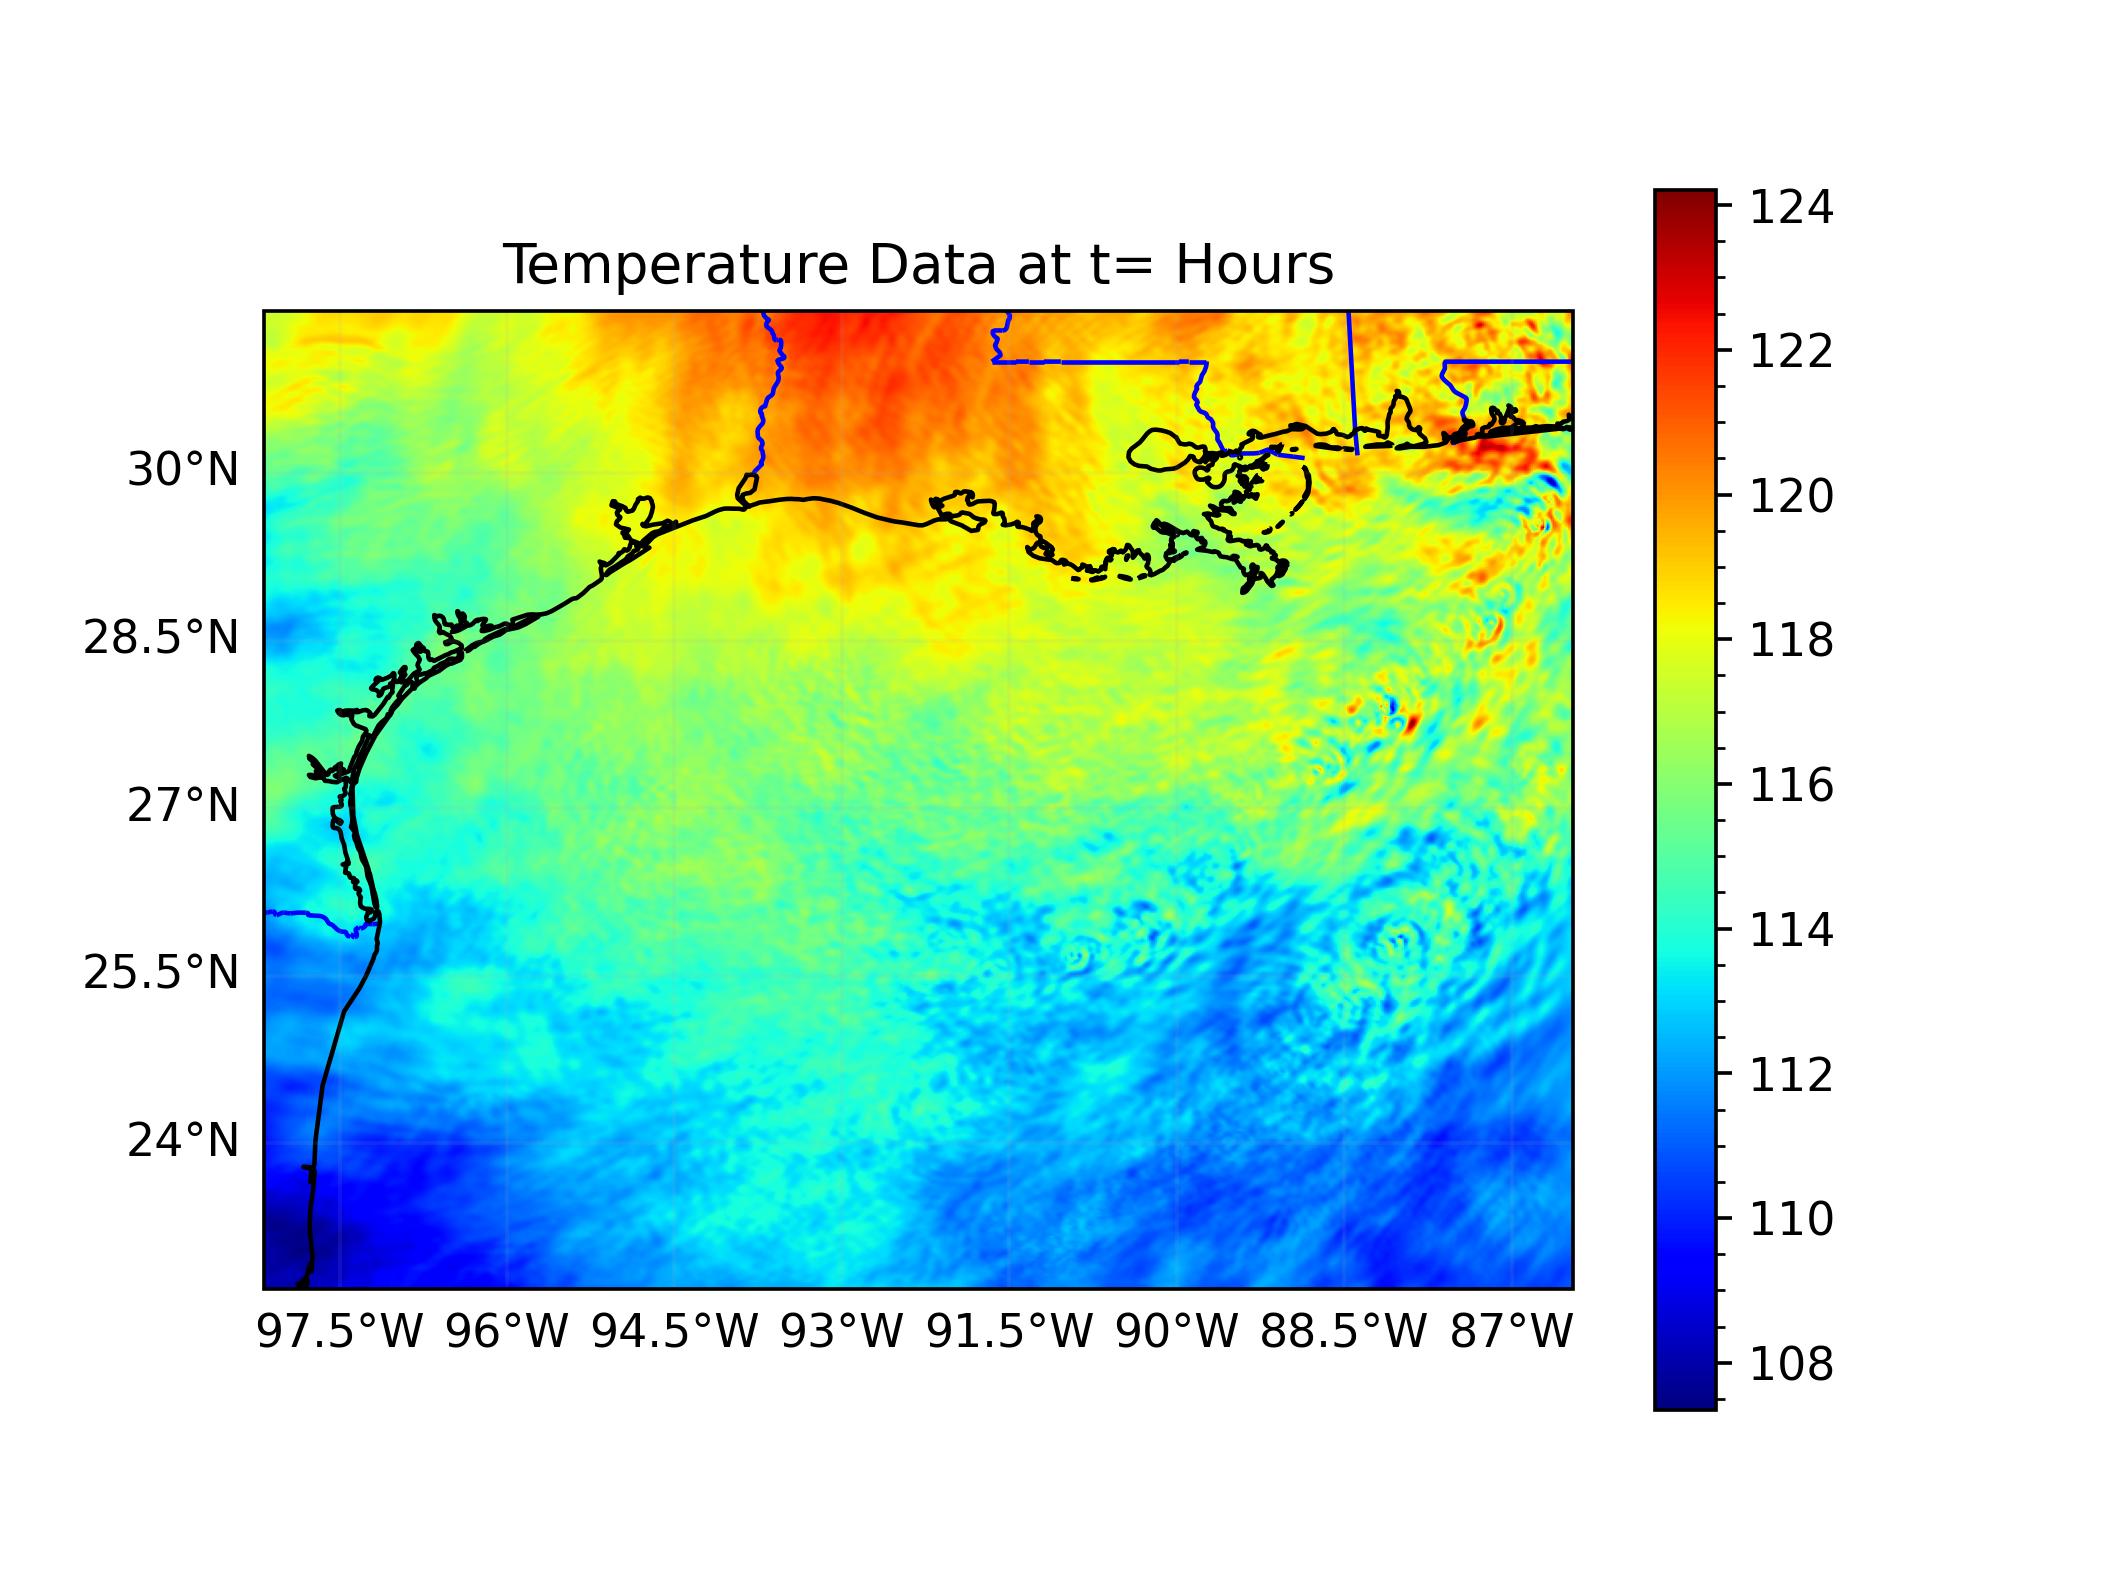 Temperature Data at t= Hours
30°N
28.5°N
27°N
25.5°N
24°N
97.5°W 96°W 94.5°W 93°W 91.5°W 90°W 88.5°W 87°W
124
122
120
118
116
114
112
110
108